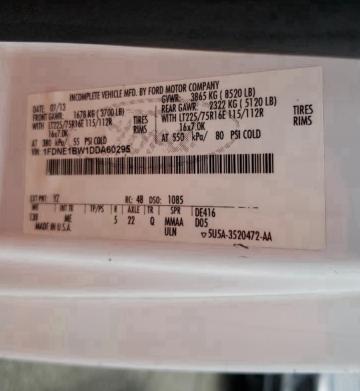 INCOMPLETE VEHICLE MFD. BY FORD MOTOR COMPANY
DATE: 07/13 GVWR: 3865 KG (8520 LB)
FRONT GAWR: 1678 KG (3700 LB) REAR GAWR: 2322 KG (5120 LB)
WITH LT225/75R16E 115/112R TIRES WITH LT225/75R16E 115/112R TIRES
16x7.0K RIMS 16x7.0K RIMS
AT 380 kPa/ 55 PSI COLD AT 550 kPa/ 80 PSI COLD
VIN: 1FDNE1BW1DDA60295
EXT PNT: YZ RC: 48 DSO: 1085
WB INT TR TP/PS R AXLE TR SPR DE416
138 ME 5 22 Q MMAA D05
MADE IN U.S.A. ULN 5U5A-3520472-AA